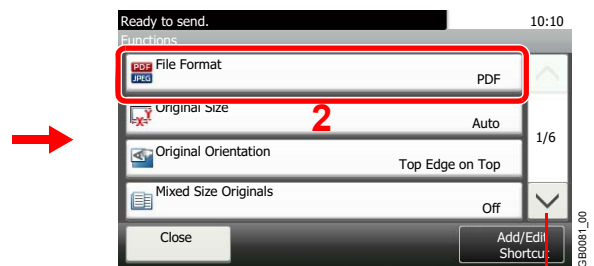 Ready to send. 10:10
Functions
PDF
JPEG
File Format
PDF
Original Size
2
Auto
1/6
Original Orientation
Top Edge on Top
Mixed Size Originals
Off
Close
Add/Edit
Shortcut
GB0081_00